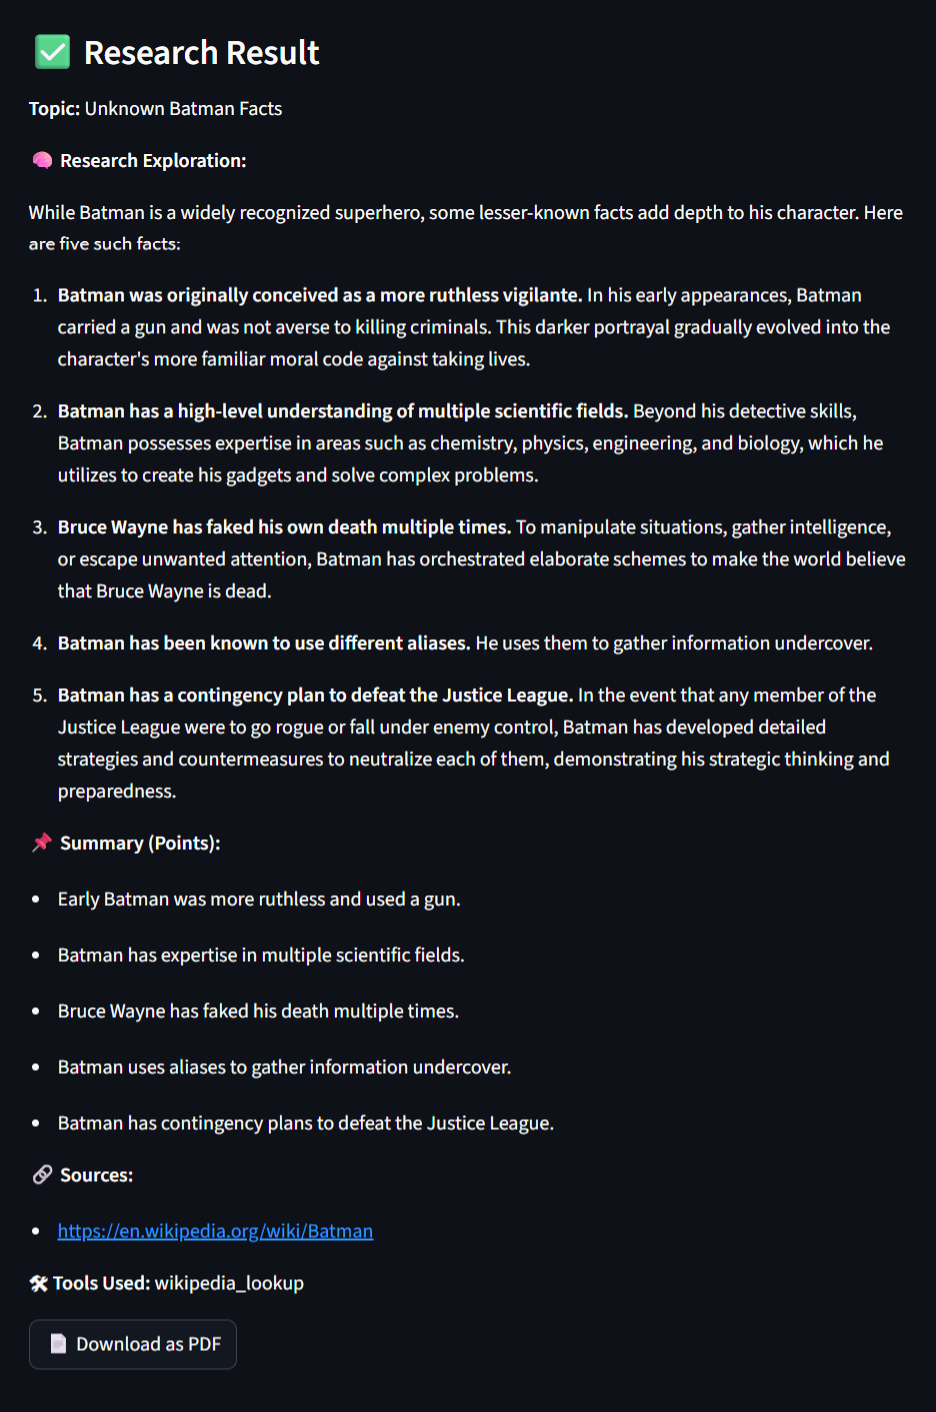 ✅ Research Result
Topic: Unknown Batman Facts
🧠 Research Exploration:
While Batman is a widely recognized superhero, some lesser-known facts add depth to his character. Here
are five such facts:
1. Batman was originally conceived as a more ruthless vigilante. In his early appearances, Batman
carried a gun and was not averse to killing criminals. This darker portrayal gradually evolved into the
character's more familiar moral code against taking lives.
2. Batman has a high-level understanding of multiple scientific fields. Beyond his detective skills,
Batman possesses expertise in areas such as chemistry, physics, engineering, and biology, which he
utilizes to create his gadgets and solve complex problems.
3. Bruce Wayne has faked his own death multiple times. To manipulate situations, gather intelligence,
or escape unwanted attention, Batman has orchestrated elaborate schemes to make the world believe
that Bruce Wayne is dead.
4. Batman has been known to use different aliases. He uses them to gather information undercover.
5. Batman has a contingency plan to defeat the Justice League. In the event that any member of the
Justice League were to go rogue or fall under enemy control, Batman has developed detailed
strategies and countermeasures to neutralize each of them, demonstrating his strategic thinking and
preparedness.
📌 Summary (Points):
• Early Batman was more ruthless and used a gun.
• Batman has expertise in multiple scientific fields.
• Bruce Wayne has faked his death multiple times.
• Batman uses aliases to gather information undercover.
• Batman has contingency plans to defeat the Justice League.
🔗 Sources:
• https://en.wikipedia.org/wiki/Batman
🛠 Tools Used: wikipedia_lookup
📄 Download as PDF